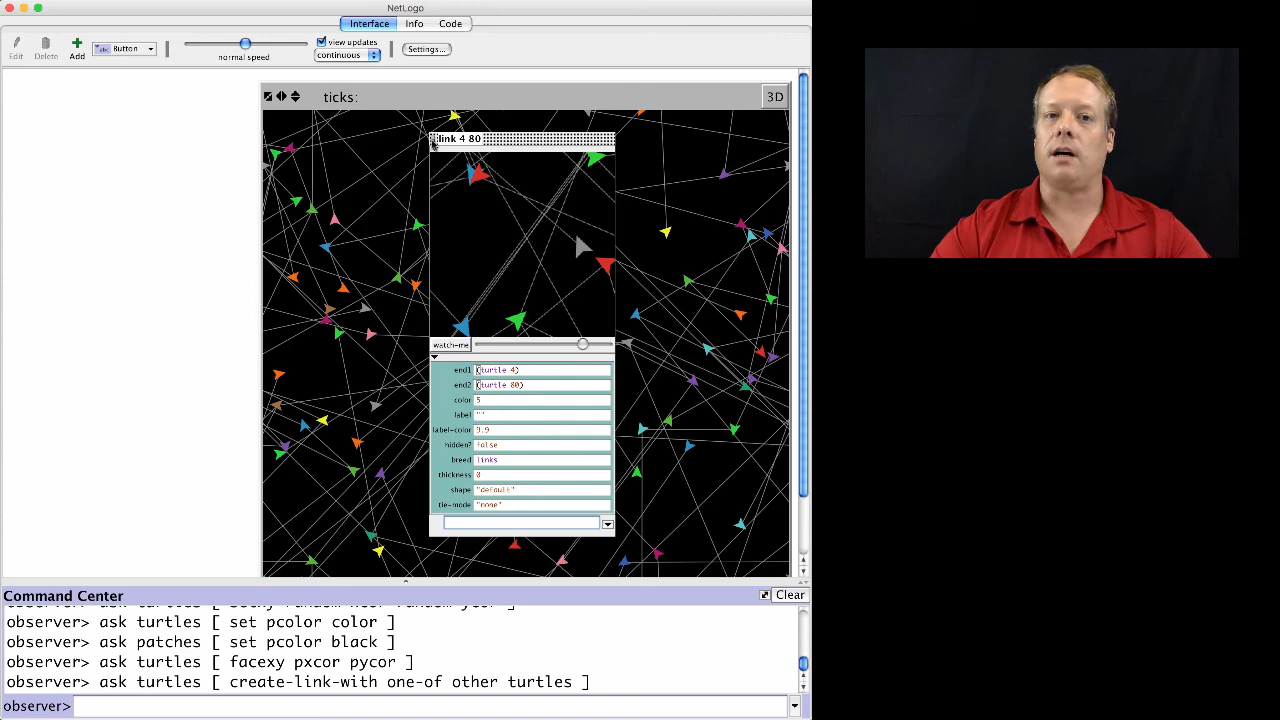 NetLogo
Interface Info Code
Edit Delete Add abc Button normal speed view updates continuous Settings...
ticks: 3D
link 4 80
watch-me
end1 (turtle 4)
end2 (turtle 80)
color 5
label ""
label-color 9.9
hidden? false
breed links
thickness 0
shape "default"
tie-mode "none"
Command Center Clear
observer> ask turtles [ set pcolor color ]
observer> ask patches [ set pcolor black ]
observer> ask turtles [ facexy pxcor pycor ]
observer> ask turtles [ create-link-with one-of other turtles ]
observer>